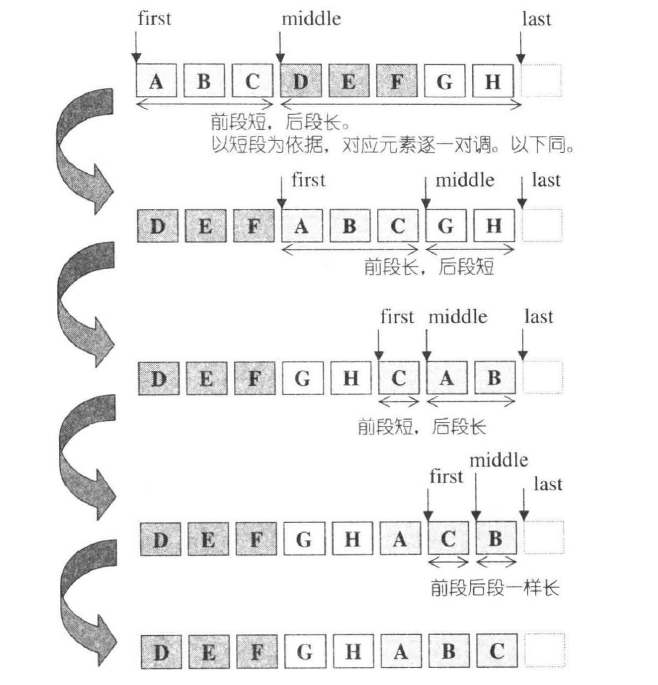 first middle last
A B C D E F G H
前段短，后段长。
以短段为依据，对应元素逐一对调。以下同。
first middle last
D E F A B C G H
前段长，后段短
first middle last
D E F G H C A B
前段短，后段长
first middle last
D E F G H A C B
前段后段一样长
D E F G H A B C